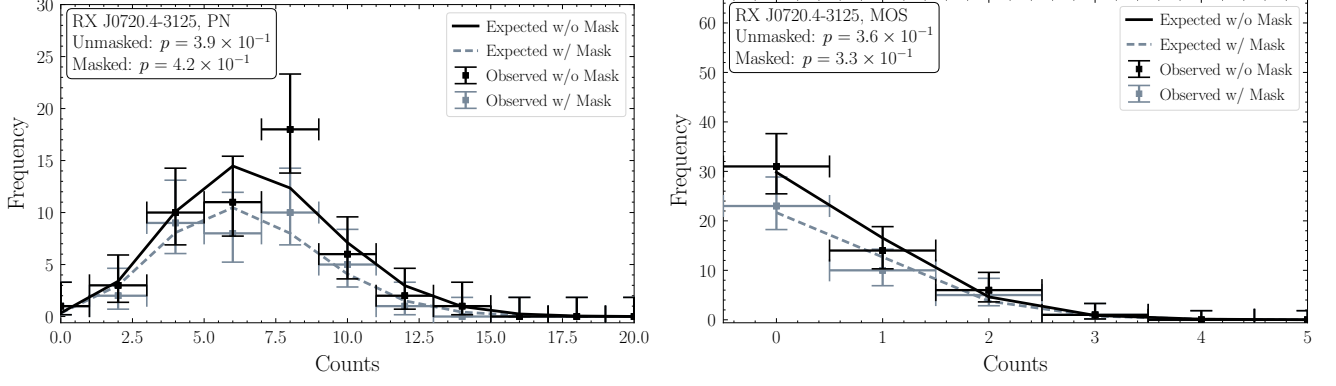 RX J0720.4-3125, PN
Unmasked: p = 3.9 × 10⁻¹
Masked: p = 4.2 × 10⁻¹
Expected w/o Mask
Expected w/ Mask
Observed w/o Mask
Observed w/ Mask
30
25
20
15
10
5
0
Frequency
0.0 2.5 5.0 7.5 10.0 12.5 15.0 17.5 20.0
Counts
RX J0720.4-3125, MOS
Unmasked: p = 3.6 × 10⁻¹
Masked: p = 3.3 × 10⁻¹
Expected w/o Mask
Expected w/ Mask
Observed w/o Mask
Observed w/ Mask
60
50
40
30
20
10
0
Frequency
0 1 2 3 4 5
Counts